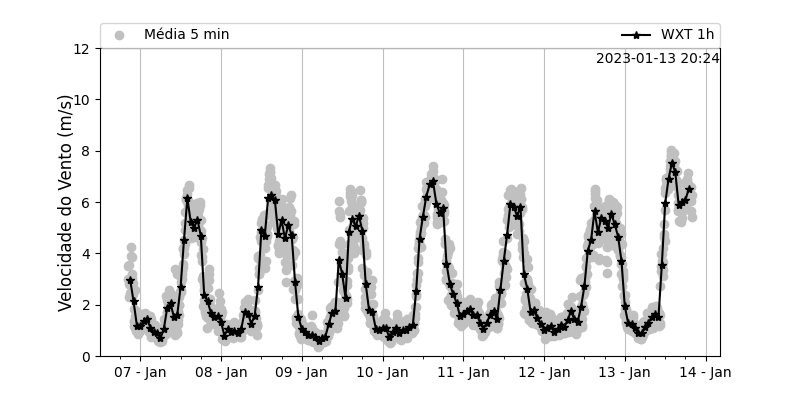 Média 5 min
WXT 1h
2023-01-13 20:24
Velocidade do Vento (m/s)
12
10
8
6
4
2
0
07 - Jan
08 - Jan
09 - Jan
10 - Jan
11 - Jan
12 - Jan
13 - Jan
14 - Jan